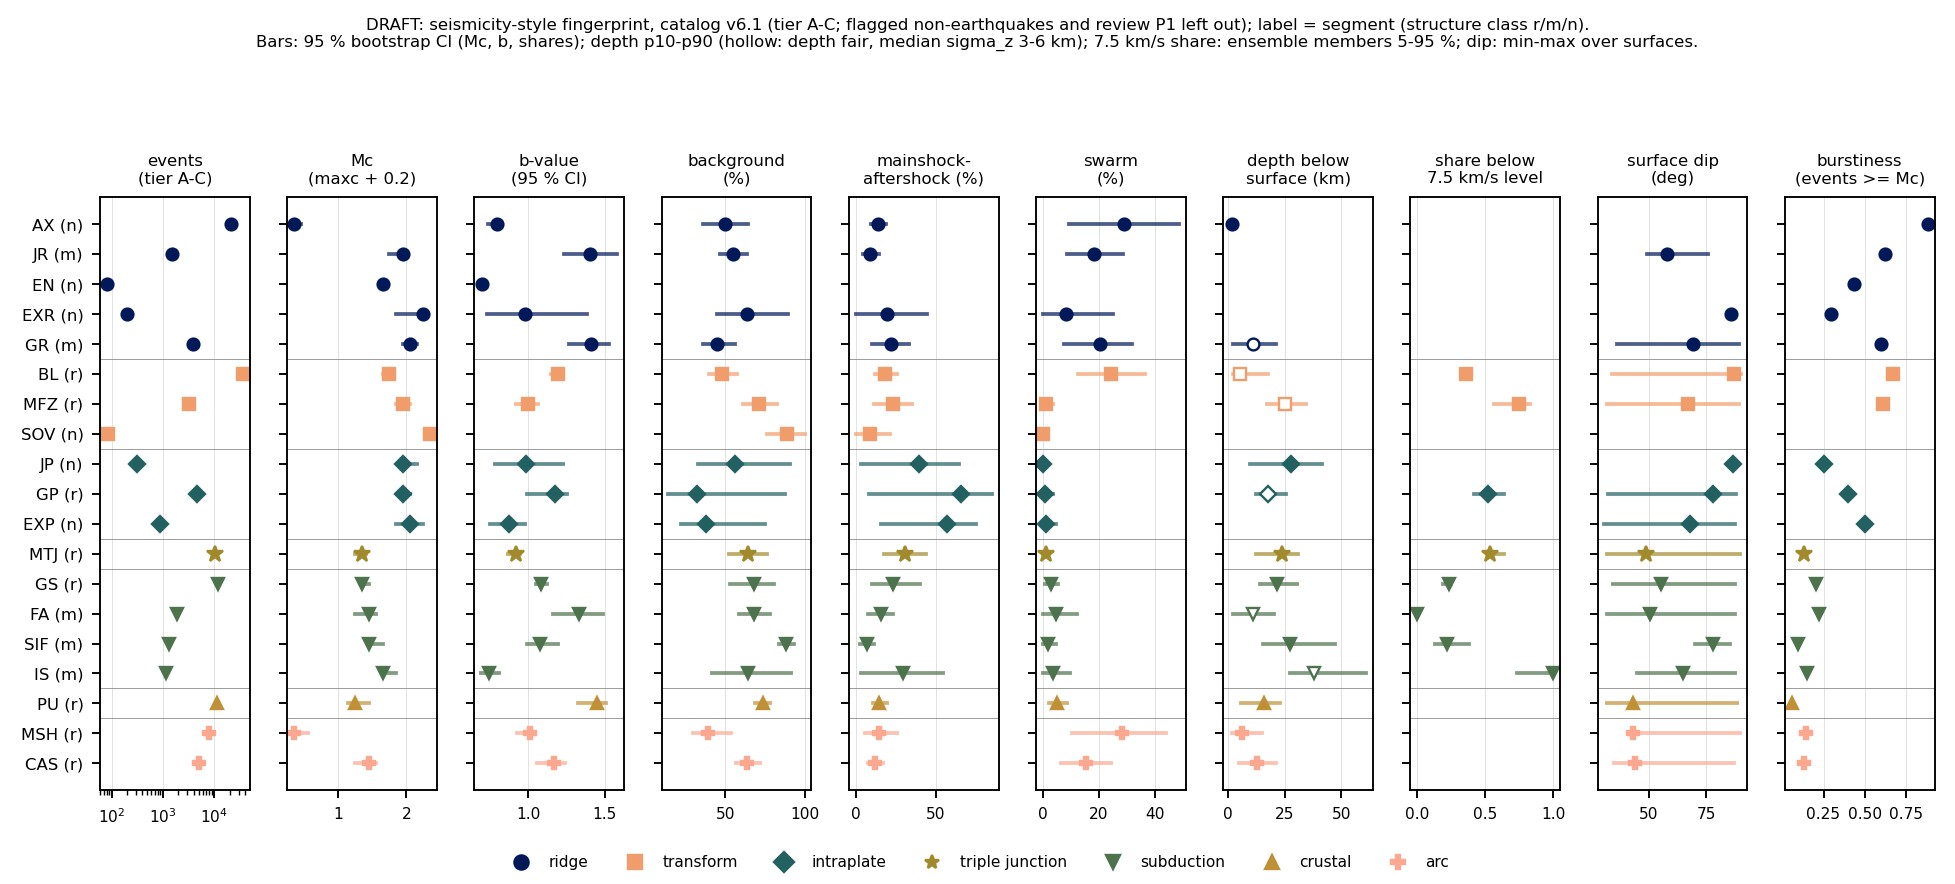 DRAFT: seismicity-style fingerprint, catalog v6.1 (tier A-C; flagged non-earthquakes and review P1 left out); label = segment (structure class r/m/n).
Bars: 95 % bootstrap CI (Mc, b, shares); depth p10-p90 (hollow: depth fair, median sigma_z 3-6 km); 7.5 km/s share: ensemble members 5-95 %; dip: min-max over surfaces.
events
(tier A-C)
Mc
(maxc + 0.2)
b-value
(95 % CI)
background
(%)
mainshock-
aftershock (%)
swarm
(%)
depth below
surface (km)
share below
7.5 km/s level
surface dip
(deg)
burstiness
(events >= Mc)
AX (n)
JR (m)
EN (n)
EXR (n)
GR (m)
BL (r)
MFZ (r)
SOV (n)
JP (n)
GP (r)
EXP (n)
MTJ (r)
GS (r)
FA (m)
SIF (m)
IS (m)
PU (r)
MSH (r)
CAS (r)
10² 10³ 10⁴
1 2
1.0 1.5
50 100
0 50
0 20 40
0 50
0.0 0.5 1.0
50 75
0.25 0.50 0.75
ridge transform intraplate triple junction subduction crustal arc